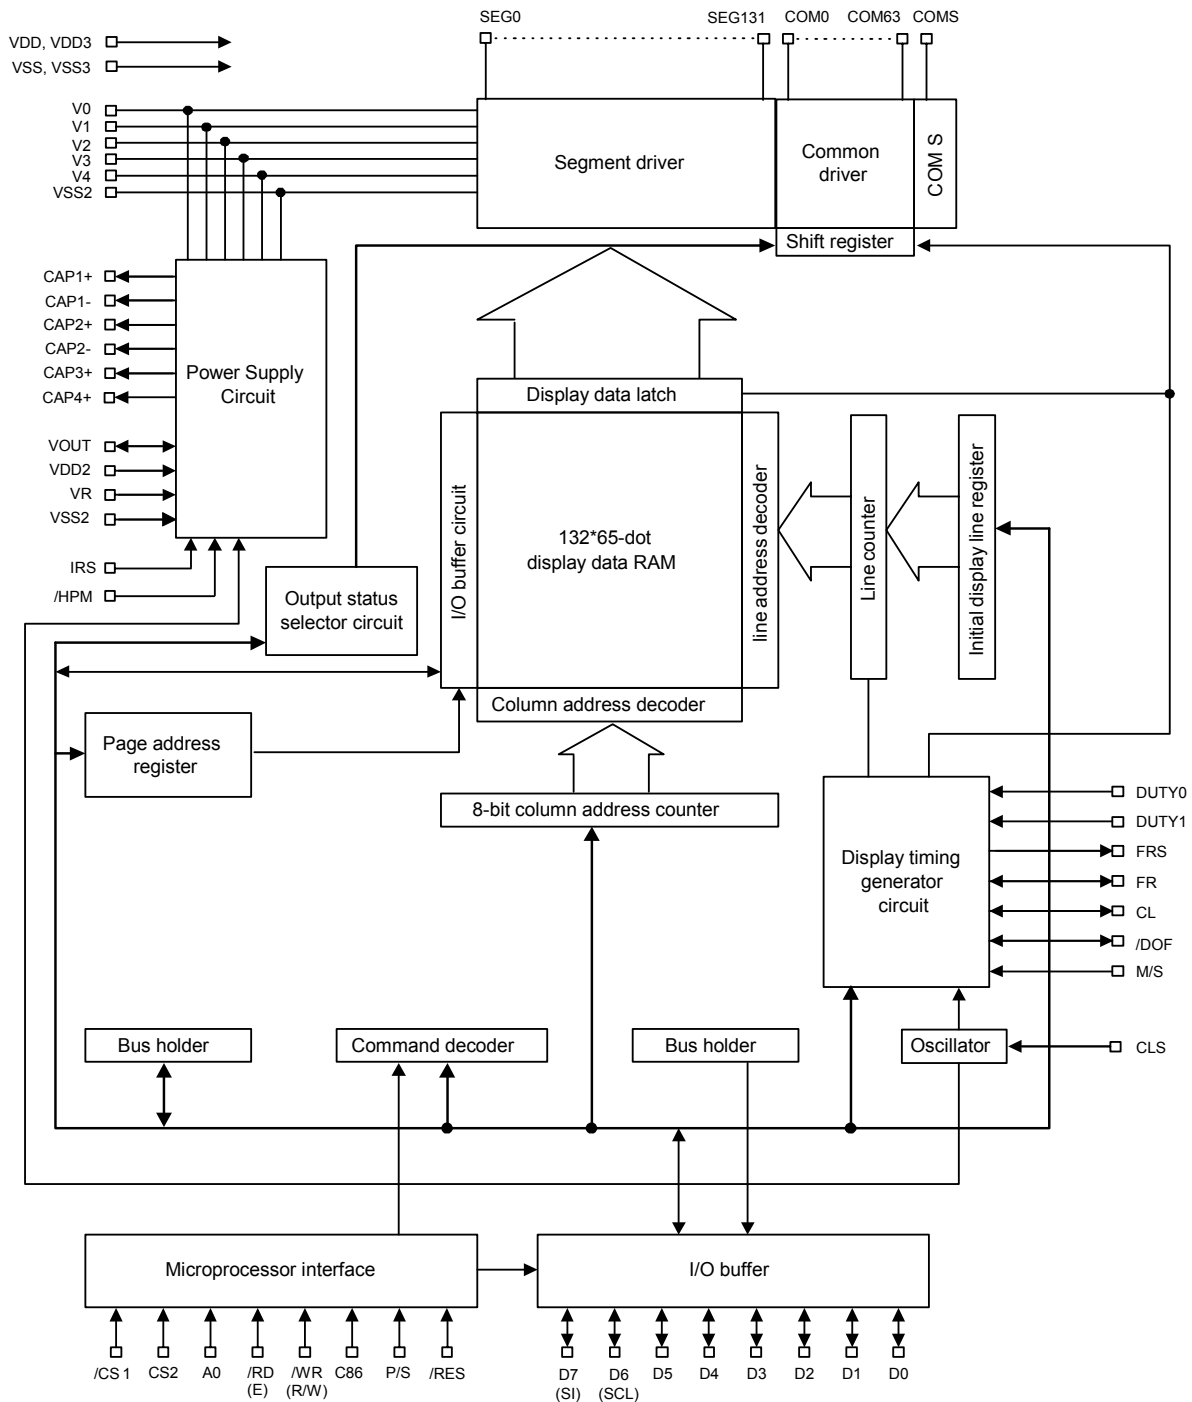 SEG0 SEG131 COM0 COM63 COMS
VDD, VDD3
VSS, VSS3
V0
V1
V2
V3
V4
VSS2
Segment driver
Common
driver
COM S
Shift register
CAP1+
CAP1-
CAP2+
CAP2-
CAP3+
CAP4+
VOUT
VDD2
VR
VSS2
IRS
/HPM
Power Supply
Circuit
Display data latch
I/O buffer circuit
132*65-dot
display data RAM
line address decoder
Line counter
Initial display line register
Output status
selector circuit
Column address decoder
Page address
register
8-bit column address counter
Display timing
generator
circuit
DUTY0
DUTY1
FRS
FR
CL
/DOF
M/S
Bus holder
Command decoder
Bus holder
Oscillator
CLS
Microprocessor interface
I/O buffer
/CS1 CS2 A0 /RD /WR C86 P/S /RES D7 D6 D5 D4 D3 D2 D1 D0
(E) (R/W) (SI) (SCL)